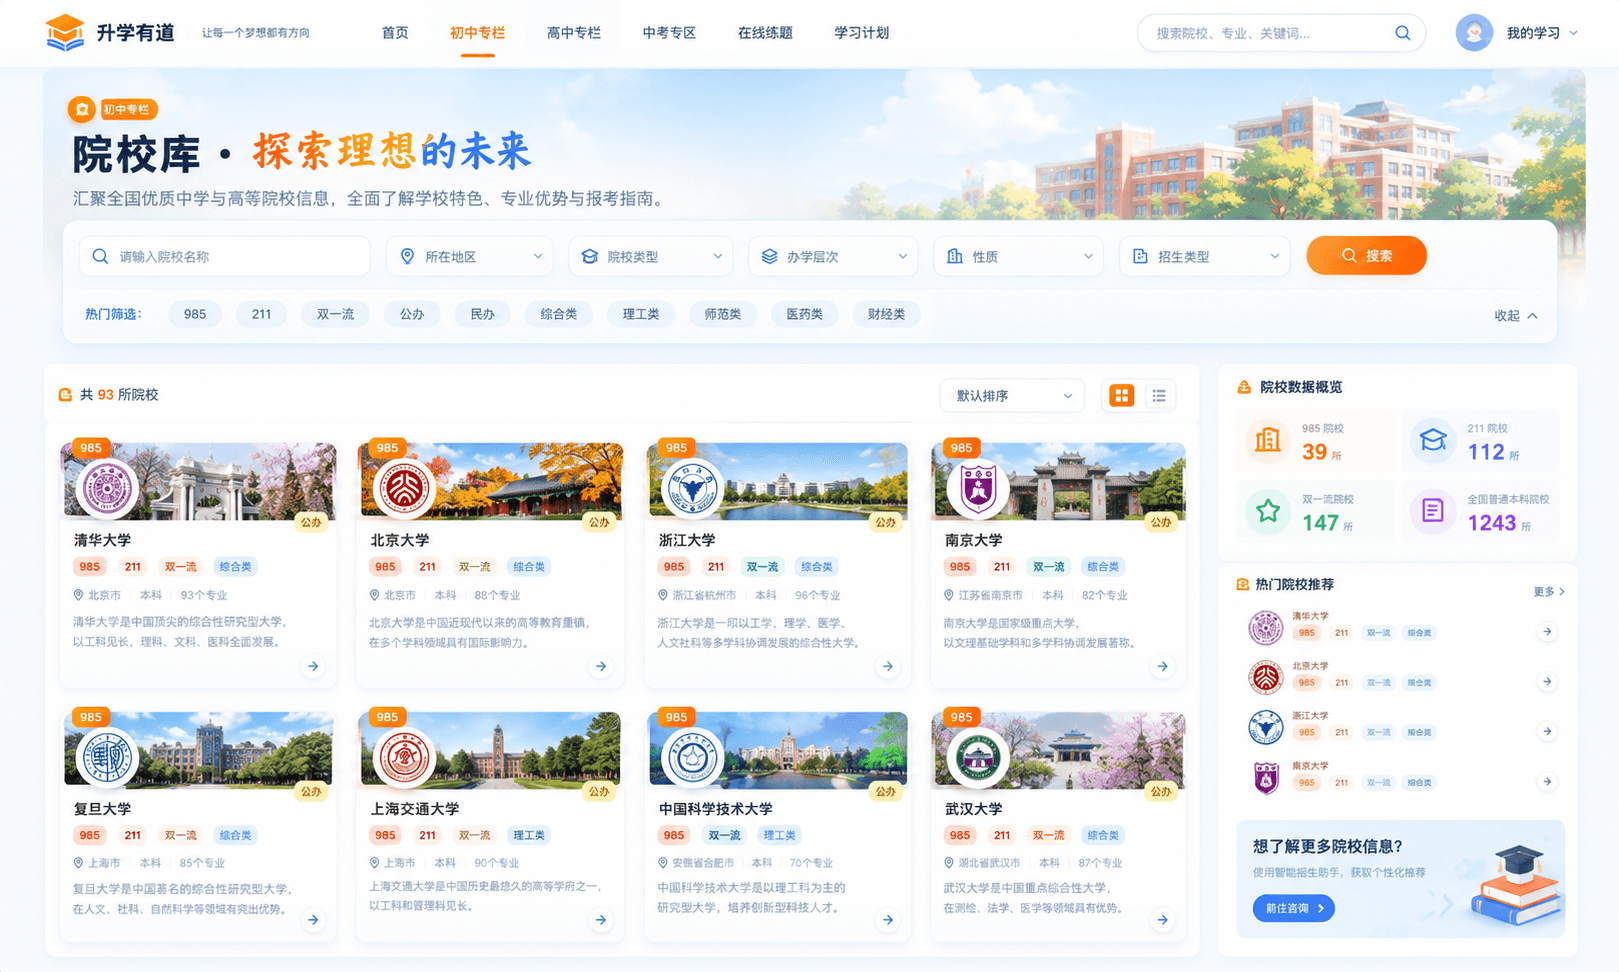 升学有道
让每一个梦想都有方向
首页
初中专栏
高中专栏
中考专区
在线练题
学习计划
搜索院校、专业、关键词...
我的学习
初中专栏
院校库 · 探索理想的未来
汇聚全国优质中学与高等院校信息，全面了解学校特色、专业优势与报考指南。
请输入院校名称
所在地区
院校类型
办学层次
性质
招生类型
搜索
热门筛选：
985
211
双一流
公办
民办
综合类
理工类
师范类
医药类
财经类
收起
共 93 所院校
默认排序
985
公办
清华大学
985 211 双一流 综合类
北京市 本科 93个专业
清华大学是中国顶尖的综合性研究型大学，
以工科见长，理科、文科、医科全面发展。
985
公办
北京大学
985 211 双一流 综合类
北京市 本科 88个专业
北京大学是中国近现代以来的高等教育重镇，
在多个学科领域具有国际影响力。
985
公办
浙江大学
985 211 双一流 综合类
浙江省杭州市 本科 96个专业
浙江大学是一所以工学、理学、医学、
人文社科等多学科协调发展的综合性大学。
985
公办
南京大学
985 211 双一流 综合类
江苏省南京市 本科 82个专业
南京大学是国家级重点大学，
以文理基础学科和多学科协调发展著称。
985
公办
复旦大学
985 211 双一流 综合类
上海市 本科 85个专业
复旦大学是中国著名的综合性研究型大学，
在人文、社科、自然科学等领域有突出优势。
985
公办
上海交通大学
985 211 双一流 理工类
上海市 本科 90个专业
上海交通大学是中国历史最悠久的高等学府之一，
以工科和管理科见长。
985
公办
中国科学技术大学
985 双一流 理工类
安徽省合肥市 本科 70个专业
中国科学技术大学是以理工科为主的
研究型大学，培养创新型科技人才。
985
公办
武汉大学
985 211 双一流 综合类
湖北省武汉市 本科 87个专业
武汉大学是中国重点综合性大学，
在测绘、法学、医学等领域具有优势。
院校数据概览
985 院校
39 所
211 院校
112 所
双一流院校
147 所
全国普通本科院校
1243 所
热门院校推荐
更多
清华大学
985 211 双一流 综合类
北京大学
985 211 双一流 综合类
浙江大学
985 211 双一流 综合类
南京大学
985 211 双一流 综合类
想了解更多院校信息？
使用智能招生助手，获取个性化推荐
前往咨询